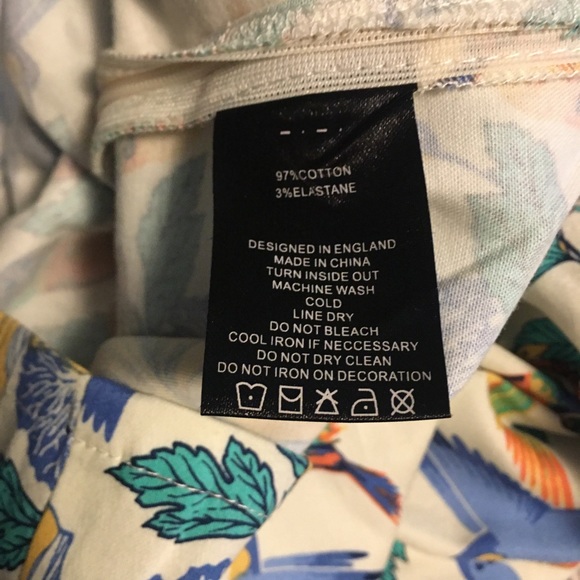 97%COTTON
3%ELASTANE
DESIGNED IN ENGLAND
MADE IN CHINA
TURN INSIDE OUT
MACHINE WASH
COLD
LINE DRY
DO NOT BLEACH
COOL IRON IF NECCESSARY
DO NOT DRY CLEAN
DO NOT IRON ON DECORATION